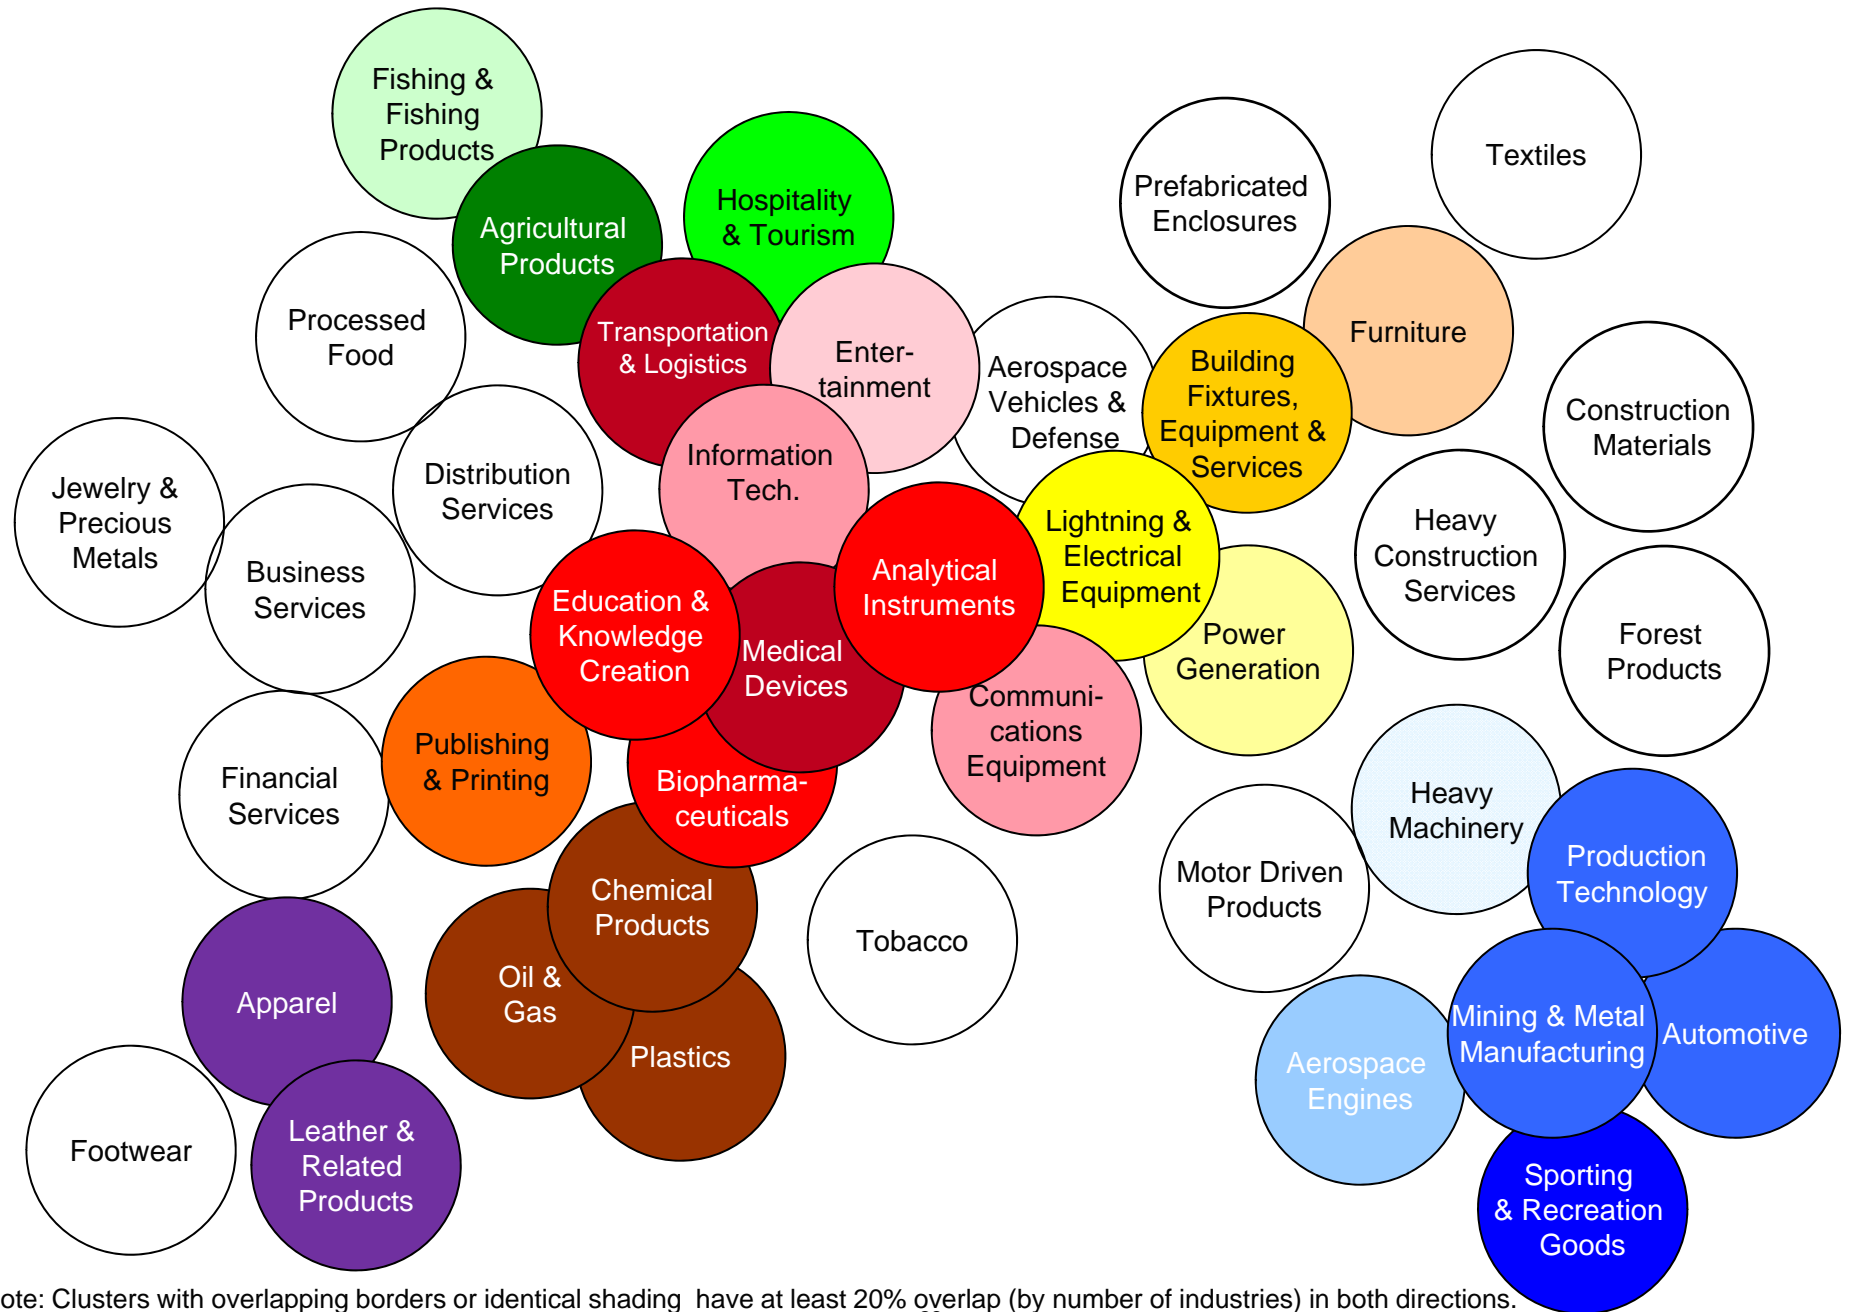 Fishing &
Fishing
Products
Textiles
Prefabricated
Enclosures
Hospitality
& Tourism
Agricultural
Products
Processed
Food
Transportation
& Logistics
Enter-
tainment
Aerospace
Vehicles &
Defense
Building
Fixtures,
Equipment &
Services
Furniture
Construction
Materials
Jewelry &
Precious
Metals
Distribution
Services
Information
Tech.
Business
Services
Education &
Knowledge
Creation
Analytical
Instruments
Lightning &
Electrical
Equipment
Heavy
Construction
Services
Forest
Products
Medical
Devices
Power
Generation
Communi-
cations
Equipment
Publishing
& Printing
Financial
Services
Biopharma-
ceuticals
Heavy
Machinery
Motor Driven
Products
Production
Technology
Chemical
Products
Tobacco
Oil &
Gas
Apparel
Plastics
Mining & Metal
Manufacturing
Automotive
Aerospace
Engines
Footwear
Leather &
Related
Products
Sporting
& Recreation
Goods
ote: Clusters with overlapping borders or identical shading  have at least 20% overlap (by number of industries) in both directions.